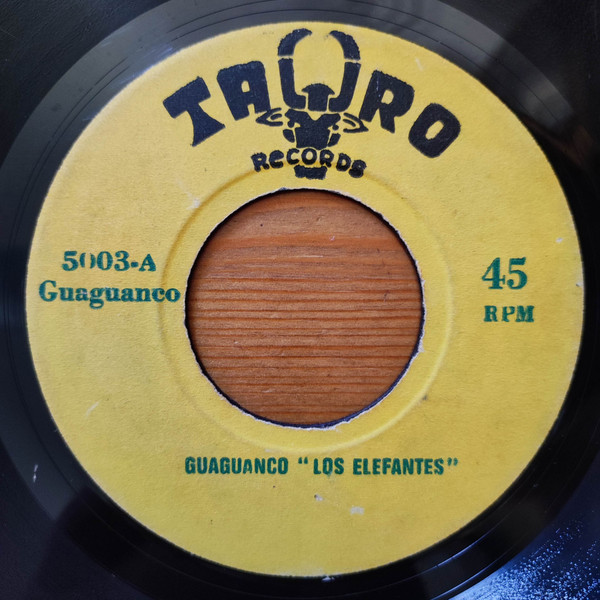 TAURO
RECORDS
5003-A
Guaguanco
45
RPM
GUAGUANCO "LOS ELEFANTES"